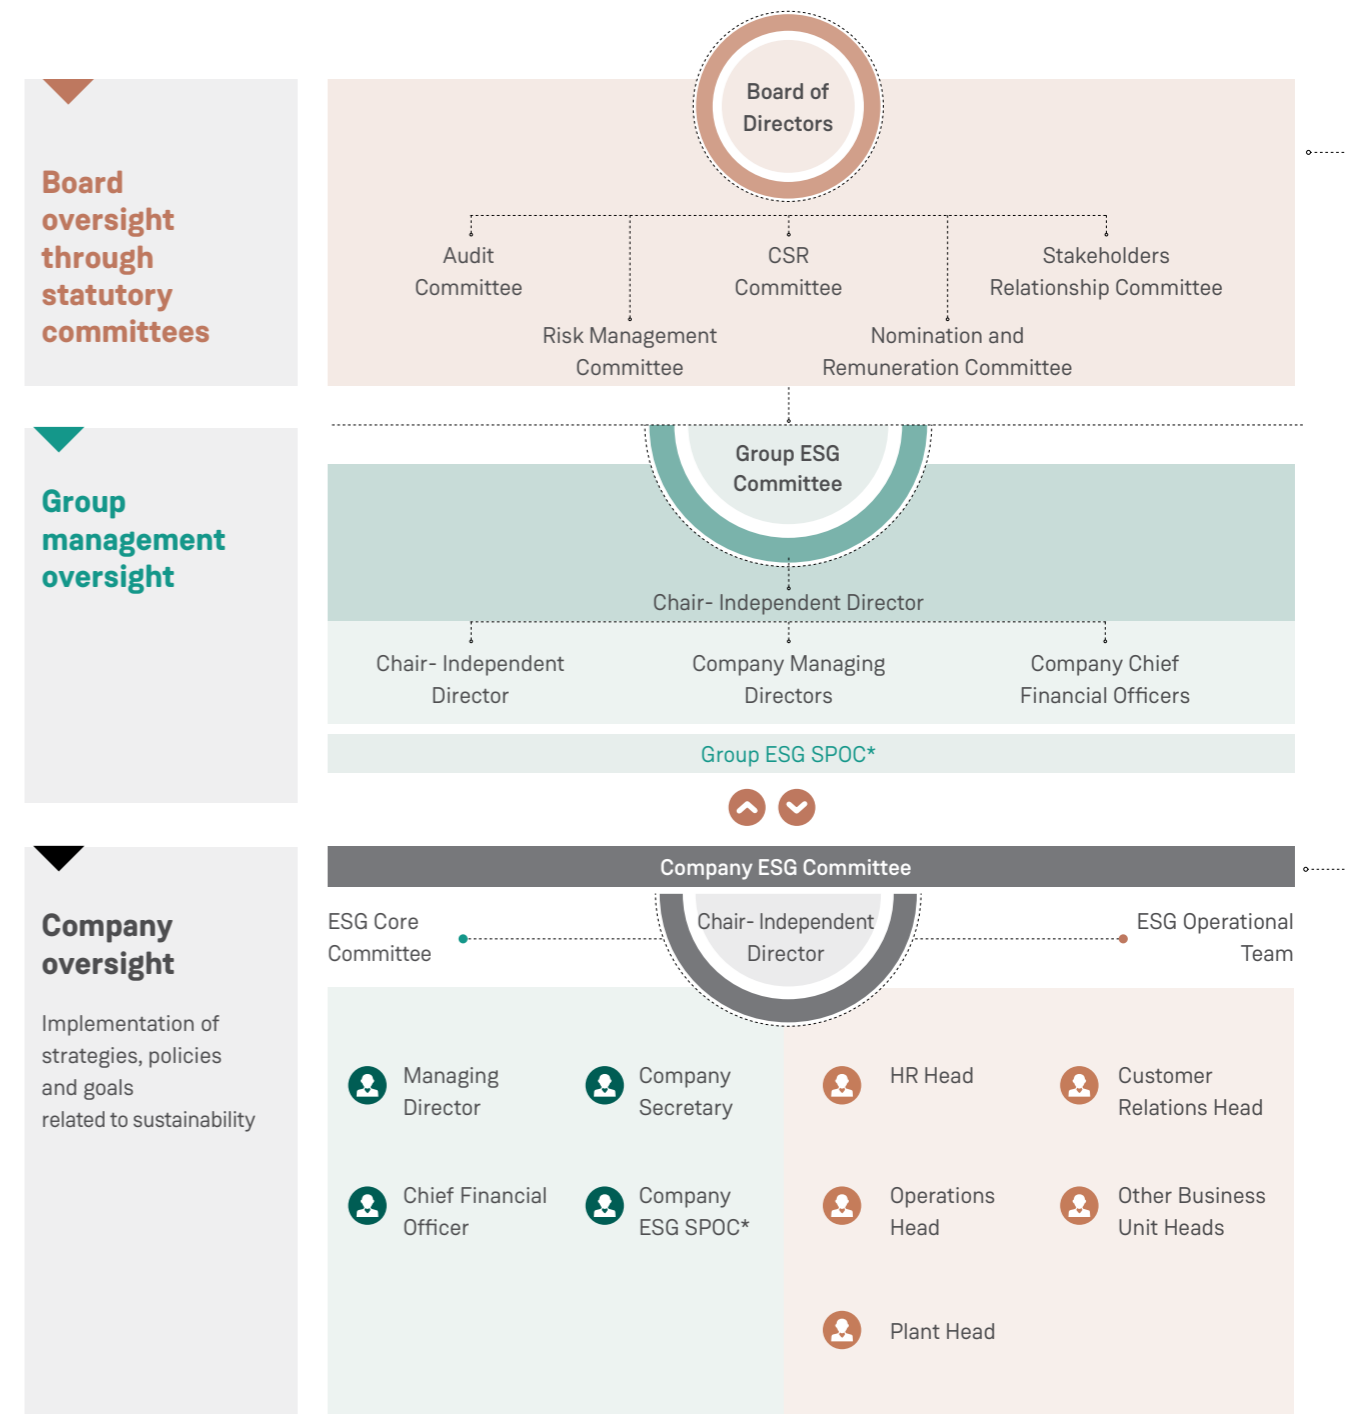 Board of
Directors
Board
oversight
through
statutory
committees
Audit
Committee
CSR
Committee
Stakeholders
Relationship Committee
Risk Management
Committee
Nomination and
Remuneration Committee
Group
management
oversight
Group ESG
Committee
Chair- Independent Director
Chair- Independent
Director
Company Managing
Directors
Company Chief
Financial Officers
Group ESG SPOC*
Company
oversight
Implementation of
strategies, policies
and goals
related to sustainability
Company ESG Committee
ESG Core
Committee
Chair- Independent
Director
ESG Operational
Team
Managing
Director
Company
Secretary
HR Head
Customer
Relations Head
Chief Financial
Officer
Company
ESG SPOC*
Operations
Head
Other Business
Unit Heads
Plant Head